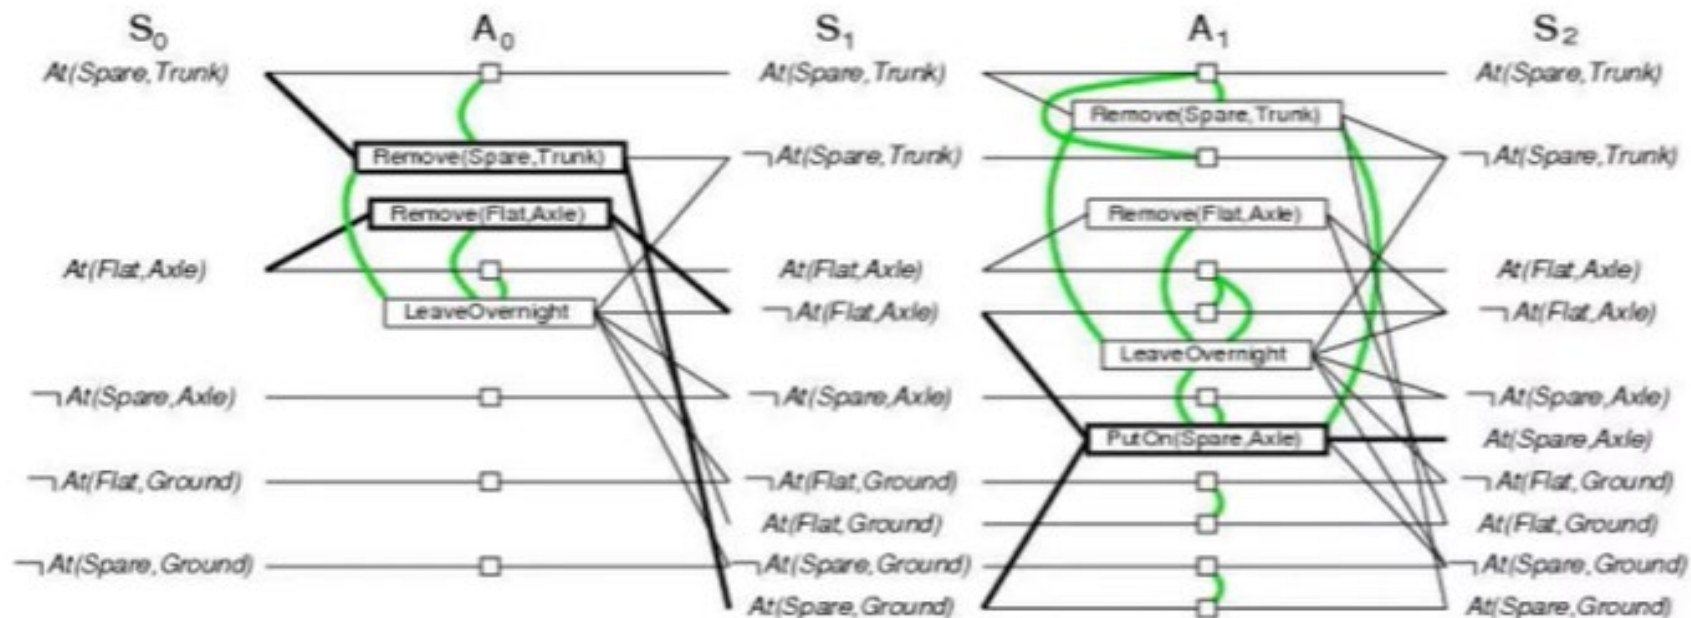 S0 A0 S1 A1 S2
At(Spare,Trunk) At(Spare,Trunk) At(Spare,Trunk)
Remove(Spare,Trunk)
Remove(Spare,Trunk) ¬At(Spare,Trunk) ¬At(Spare,Trunk)
Remove(Flat,Axle) Remove(Flat,Axle)
At(Flat,Axle) At(Flat,Axle) At(Flat,Axle)
LeaveOvernight ¬At(Flat,Axle) ¬At(Flat,Axle)
LeaveOvernight
¬At(Spare,Axle) ¬At(Spare,Axle) ¬At(Spare,Axle)
PutOn(Spare,Axle) At(Spare,Axle)
¬At(Flat,Ground) ¬At(Flat,Ground) ¬At(Flat,Ground)
At(Flat,Ground) At(Flat,Ground)
¬At(Spare,Ground) ¬At(Spare,Ground) ¬At(Spare,Ground)
At(Spare,Ground) At(Spare,Ground)